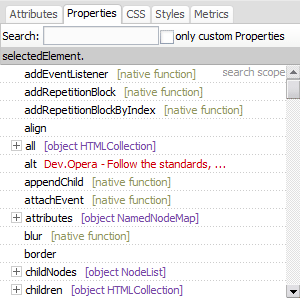 Attributes Properties CSS Styles Metrics
Search: only custom Properties
selectedElement.
addEventListener [native function] search scope
addRepetitionBlock [native function]
addRepetitionBlockByIndex [native function]
align
all [object HTMLCollection]
alt Dev.Opera - Follow the standards, ...
appendChild [native function]
attachEvent [native function]
attributes [object NamedNodeMap]
blur [native function]
border
childNodes [object NodeList]
children [object HTMLCollection]